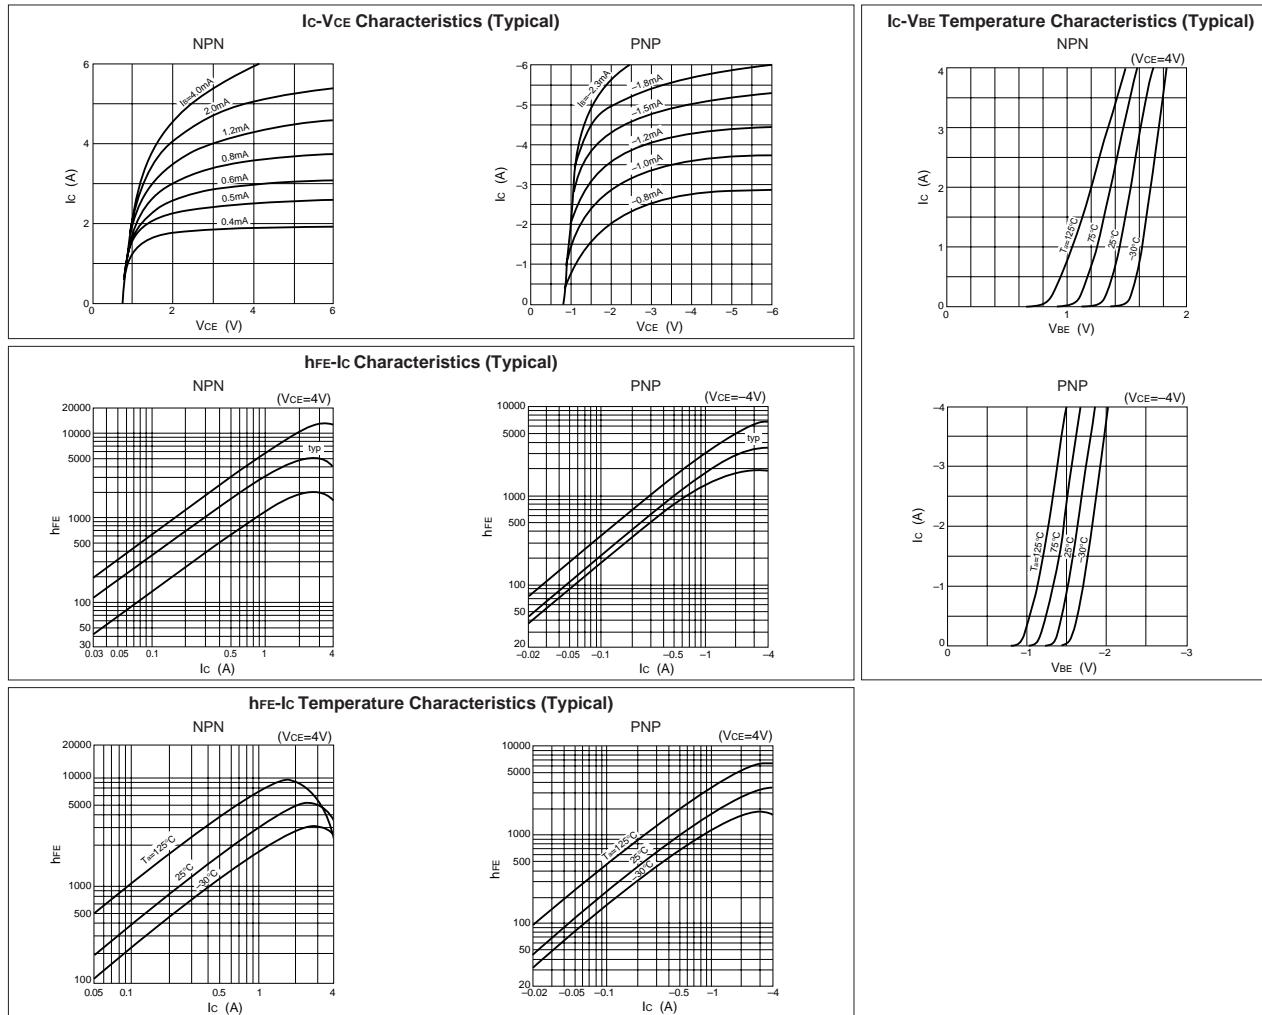 Ic-VCE Characteristics (Typical)
NPN
6
4
2
0
IC (A)
IB=4.0mA
2.0mA
1.2mA
0.8mA
0.6mA
0.5mA
0.4mA
0 2 4 6
VCE (V)
PNP
–6
–5
–4
–3
–2
–1
0
IC (A)
IB=–2.3mA
–1.8mA
–1.5mA
–1.2mA
–1.0mA
–0.8mA
0 –1 –2 –3 –4 –5 –6
VCE (V)
Ic-VBE Temperature Characteristics (Typical)
NPN
(VCE=4V)
4
3
2
1
0
IC (A)
Ta=125°C
75°C
25°C
–30°C
0 1 2
VBE (V)
PNP
(VCE=–4V)
–4
–3
–2
–1
0
IC (A)
Ta=125°C
75°C
25°C
–30°C
0 –1 –2 –3
VBE (V)
hFE-Ic Characteristics (Typical)
NPN
(VCE=4V)
20000
10000
5000
1000
500
100
50
30
hFE
typ
0.03 0.05 0.1 0.5 1 4
IC (A)
PNP
(VCE=–4V)
10000
5000
1000
500
100
50
20
hFE
typ
–0.02 –0.05 –0.1 –0.5 –1 –4
IC (A)
hFE-Ic Temperature Characteristics (Typical)
NPN
(VCE=4V)
20000
10000
5000
1000
500
100
hFE
Ta=125°C
25°C
–30°C
0.05 0.1 0.5 1 4
IC (A)
PNP
(VCE=4V)
10000
5000
1000
500
100
50
20
hFE
Ta=125°C
25°C
–30°C
–0.02 –0.05 –0.1 –0.5 –1 –4
IC (A)